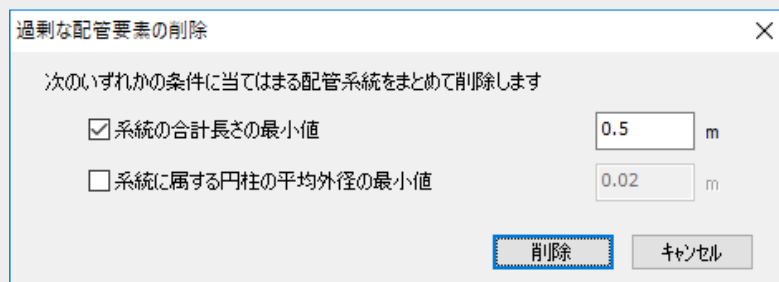 過剰な配管要素の削除
次のいずれかの条件に当てはまる配管系統をまとめて削除します
系統の合計長さの最小値 0.5 m
系統に属する円柱の平均外径の最小値 0.02 m
削除 キャンセル